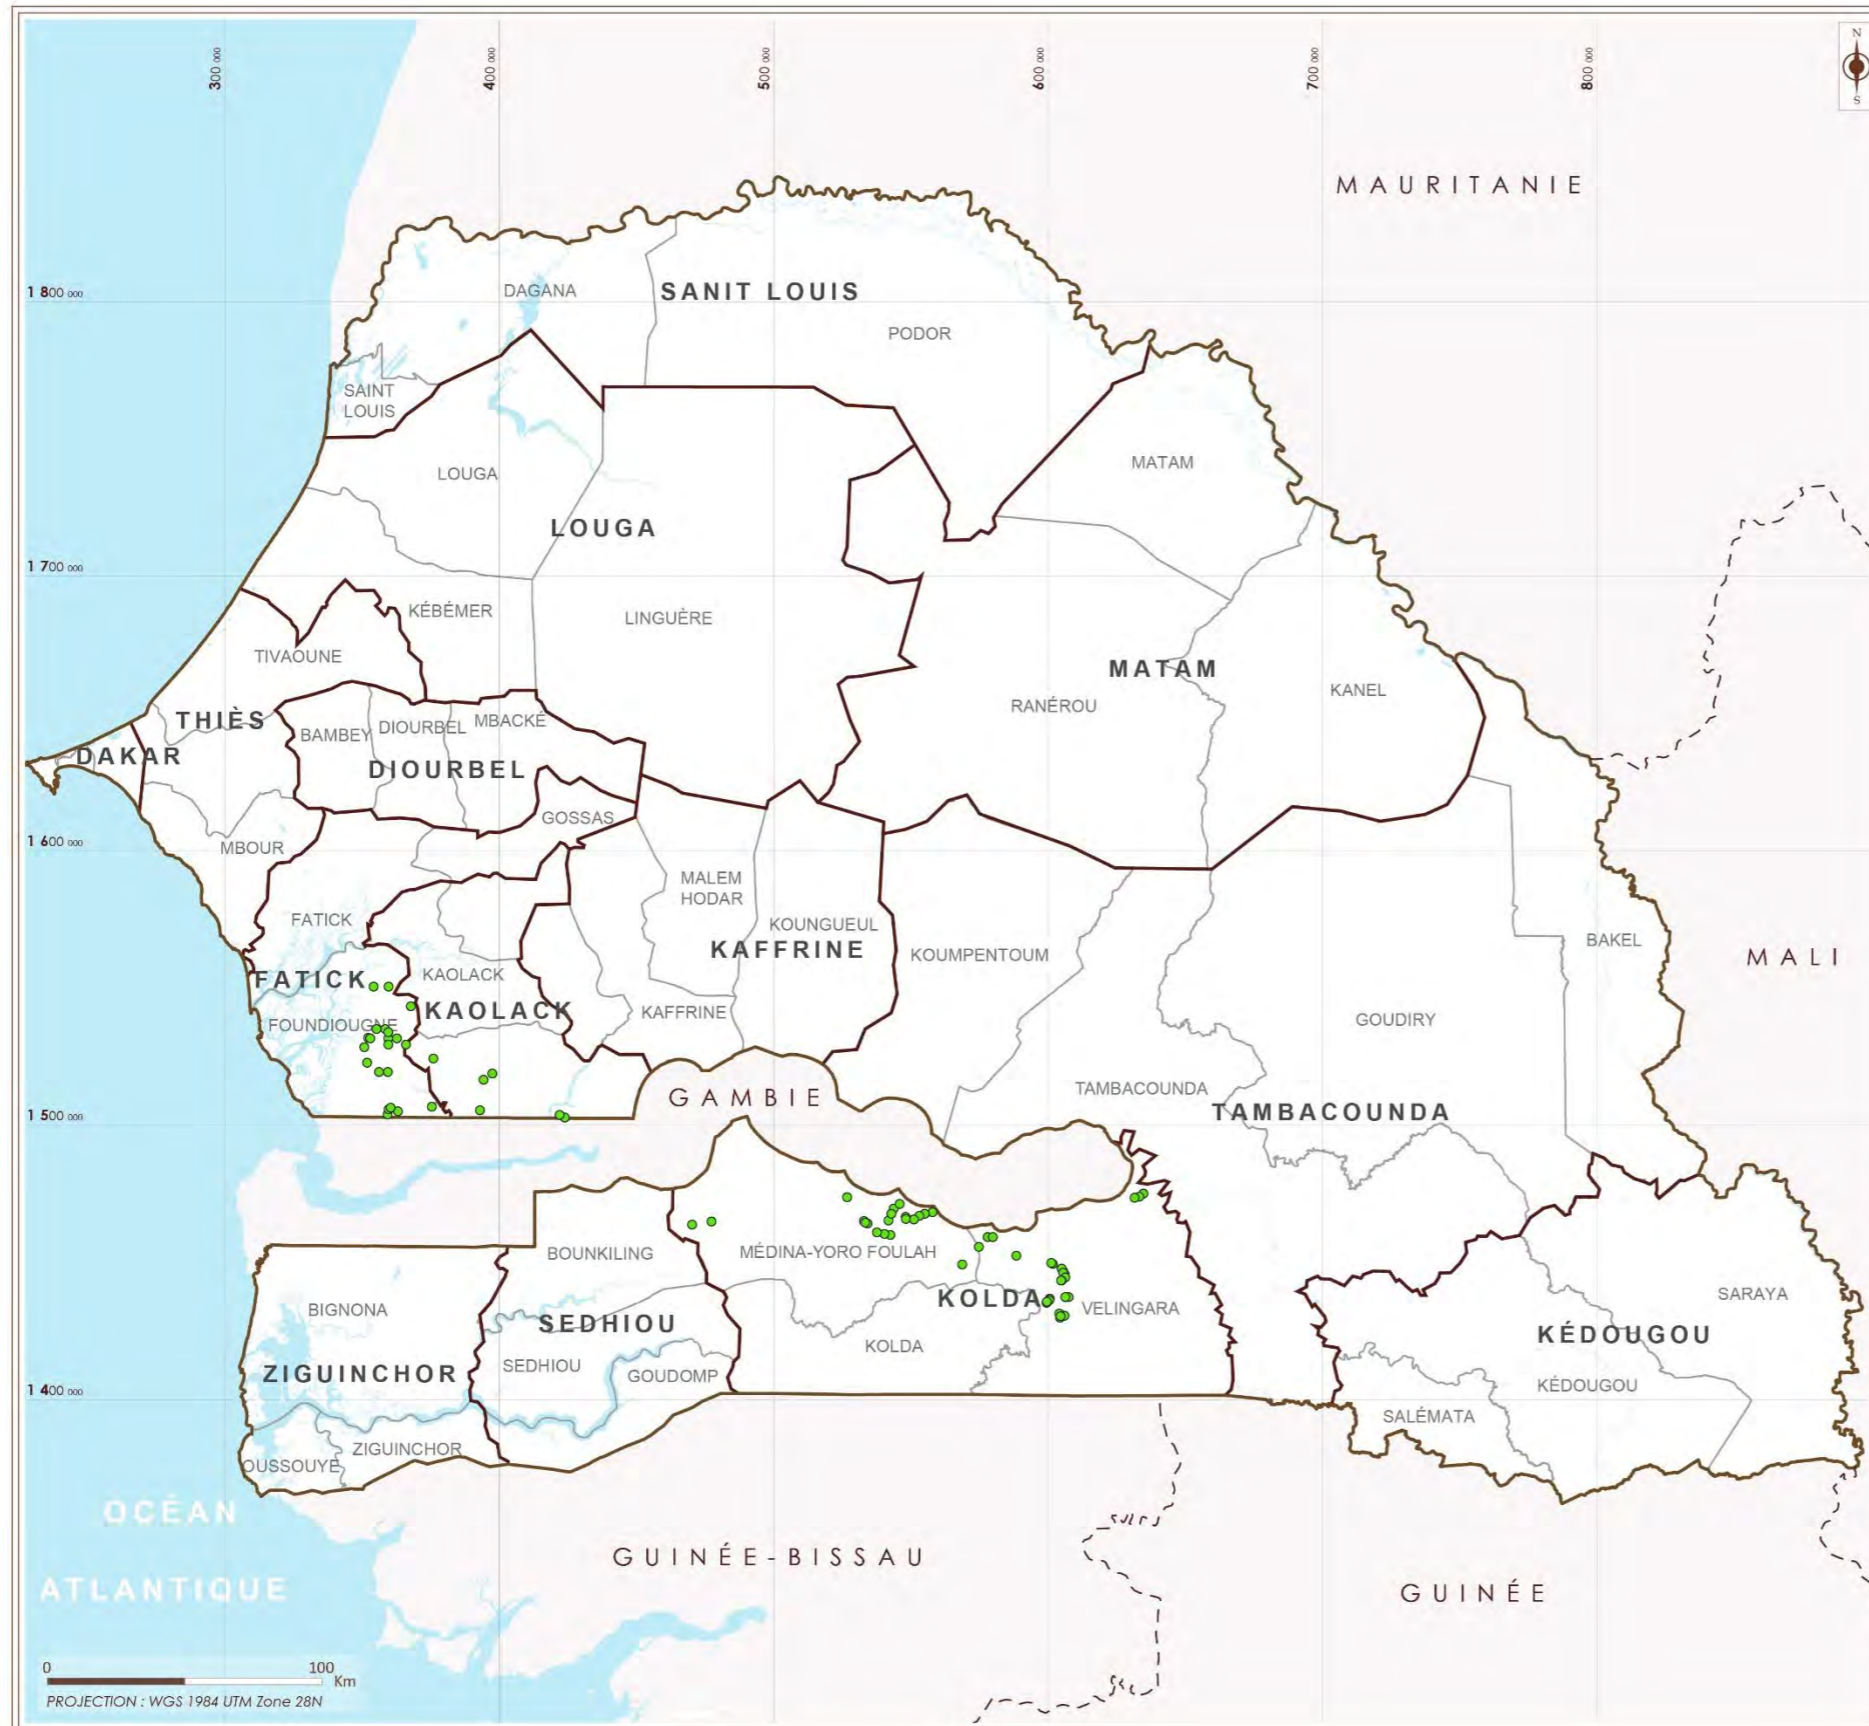 300 000
400 000
500 000
600 000
700 000
800 000
N
S
MAURITANIE
1 800 000
DAGANA
SANIT LOUIS
PODOR
SAINT
LOUIS
MATAM
LOUGA
LOUGA
1 700 000
KÉBÉMER
LINGUÈRE
TIVAOUNE
MATAM
KANEL
RANÉROU
THIÈS
BAMBEY
DIOURBEL
MBACKÉ
DAKAR
DIOURBEL
GOSSAS
1 600 000
MBOUR
MALEM
HODAR
FATICK
KOUNGUEUL
KAFFRINE
KOUMPENTOUM
BAKEL
MALI
FATICK
KAOLACK
KAOLACK
KAFFRINE
FOUNDIOUGNE
GOUDIRY
GAMBIE
TAMBACOUNDA
TAMBACOUNDA
1 500 000
BOUNKILING
MÉDINA-YORO FOULAH
BIGNONA
KOLDA
VELINGARA
SARAYA
SEDHIOU
KÉDOUGOU
KOLDA
ZIGUINCHOR
SEDHIOU
GOUDOMP
KÉDOUGOU
1 400 000
SALÉMATA
ZIGUINCHOR
OUSSOUYE
OCÉAN
ATLANTIQUE
GUINÉE-BISSAU
GUINÉE
0
100
Km
PROJECTION : WGS 1984 UTM Zone 28N